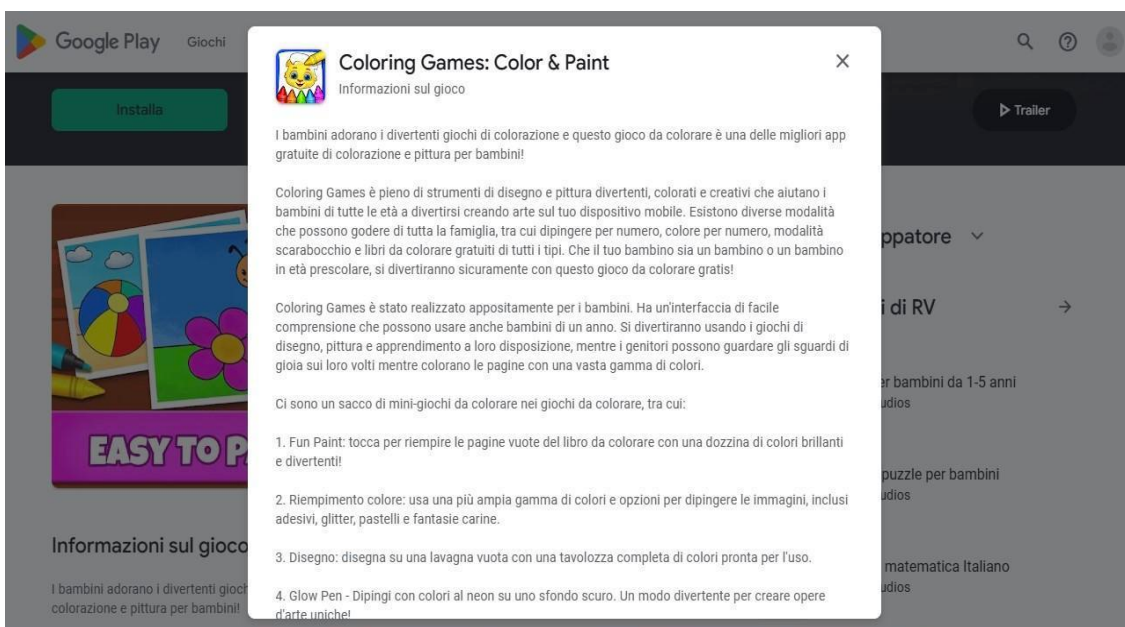 Google Play
Giochi
Installa
Trailer
Coloring Games: Color & Paint
Informazioni sul gioco
I bambini adorano i divertenti giochi di colorazione e questo gioco da colorare è una delle migliori app
gratuite di colorazione e pittura per bambini!
Coloring Games è pieno di strumenti di disegno e pittura divertenti, colorati e creativi che aiutano i
bambini di tutte le età a divertirsi creando arte sul tuo dispositivo mobile. Esistono diverse modalità
che possono godere di tutta la famiglia, tra cui dipingere per numero, colore per numero, modalità
scarabocchio e libri da colorare gratuiti di tutti i tipi. Che il tuo bambino sia un bambino o un bambino
in età prescolare, si divertiranno sicuramente con questo gioco da colorare gratis!
Coloring Games è stato realizzato appositamente per i bambini. Ha un'interfaccia di facile
comprensione che possono usare anche bambini di un anno. Si divertiranno usando i giochi di
disegno, pittura e apprendimento a loro disposizione, mentre i genitori possono guardare gli sguardi di
gioia sui loro volti mentre colorano le pagine con una vasta gamma di colori.
Ci sono un sacco di mini-giochi da colorare nei giochi da colorare, tra cui:
1. Fun Paint: tocca per riempire le pagine vuote del libro da colorare con una dozzina di colori brillanti
e divertenti!
2. Riempimento colore: usa una più ampia gamma di colori e opzioni per dipingere le immagini, inclusi
adesivi, glitter, pastelli e fantasie carine.
3. Disegno: disegna su una lavagna vuota con una tavolozza completa di colori pronta per l'uso.
4. Glow Pen - Dipingi con colori al neon su uno sfondo scuro. Un modo divertente per creare opere
d'arte uniche!
EASY TO P
Informazioni sul gioco
I bambini adorano i divertenti gioch
colorazione e pittura per bambini!
ppatore
i di RV
er bambini da 1-5 anni
udios
puzzle per bambini
udios
matematica Italiano
udios